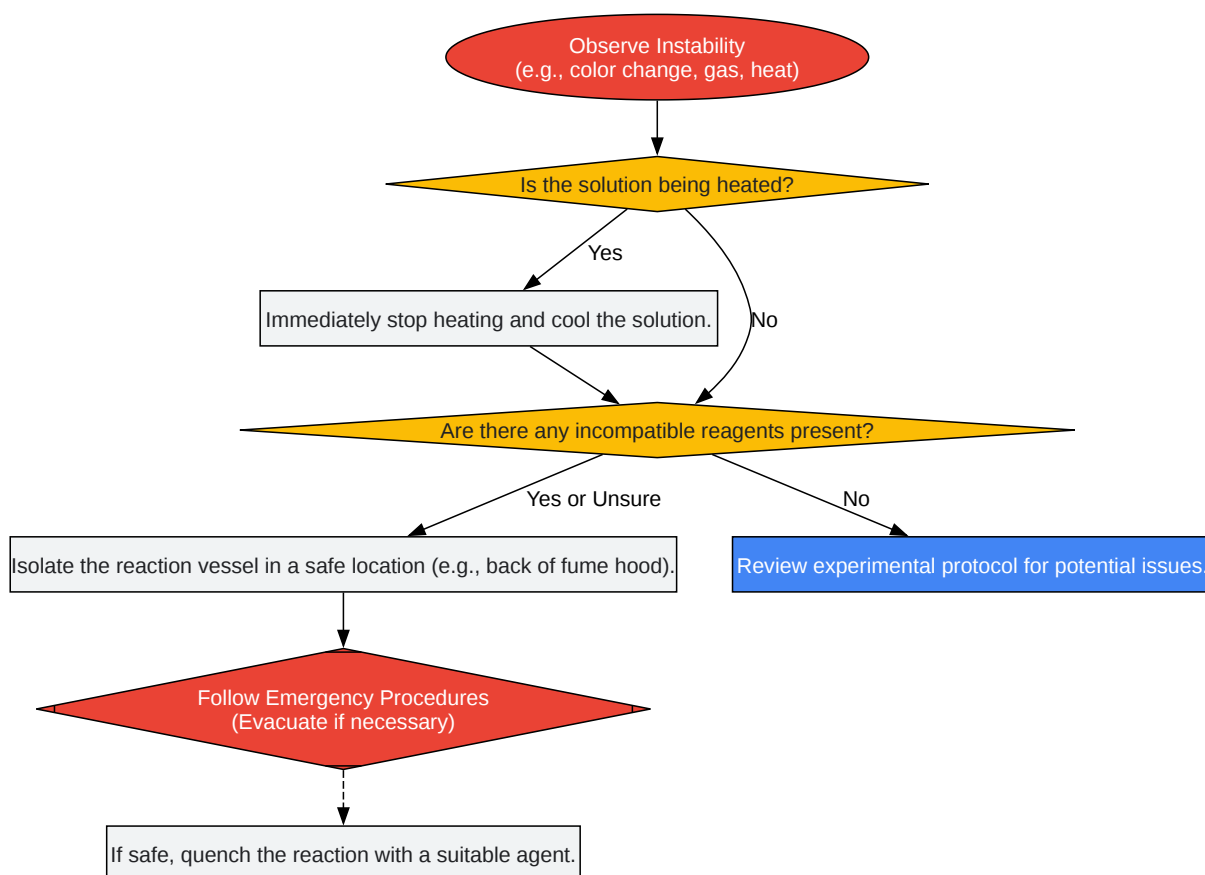 Observe Instability
(e.g., color change, gas, heat)
Is the solution being heated?
Yes
Immediately stop heating and cool the solution.
No
Are there any incompatible reagents present?
Yes or Unsure
No
Isolate the reaction vessel in a safe location (e.g., back of fume hood).
Review experimental protocol for potential issues.
Follow Emergency Procedures
(Evacuate if necessary)
If safe, quench the reaction with a suitable agent.